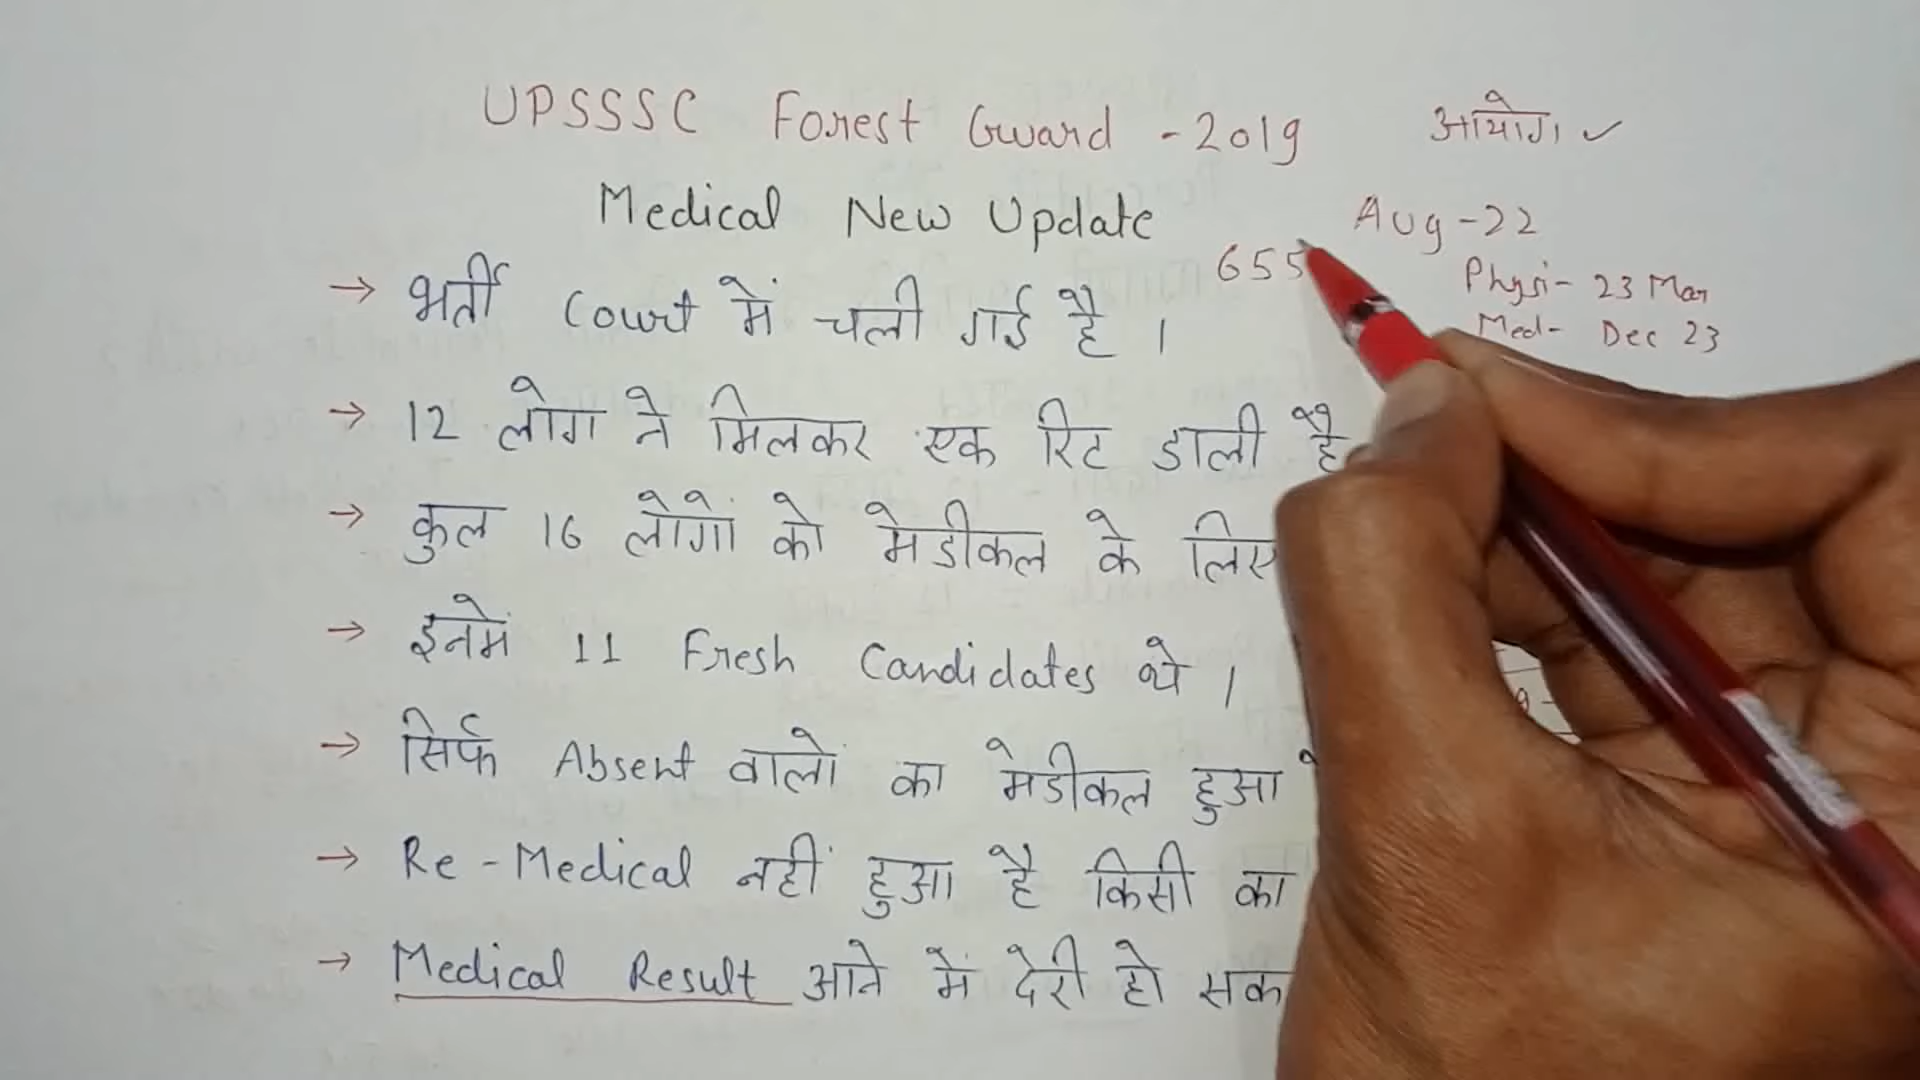 UPSSSC Forest Guard - 2019
आयोग ✓
Medical New Update
Aug - 22
655
Physi - 23 Mar
Med - Dec 23
→ भर्ती Court में चली गई है ।
→ 12 लोग ने मिलकर एक रिट डाली है
→ कुल 16 लोगों को मेडीकल के लिए
→ इनमें 11 Fresh Candidates थे ।
→ सिर्फ Absent वालों का मेडीकल हुआ
→ Re - Medical नहीं हुआ है किसी का
→ Medical Result आने में देरी हो सक